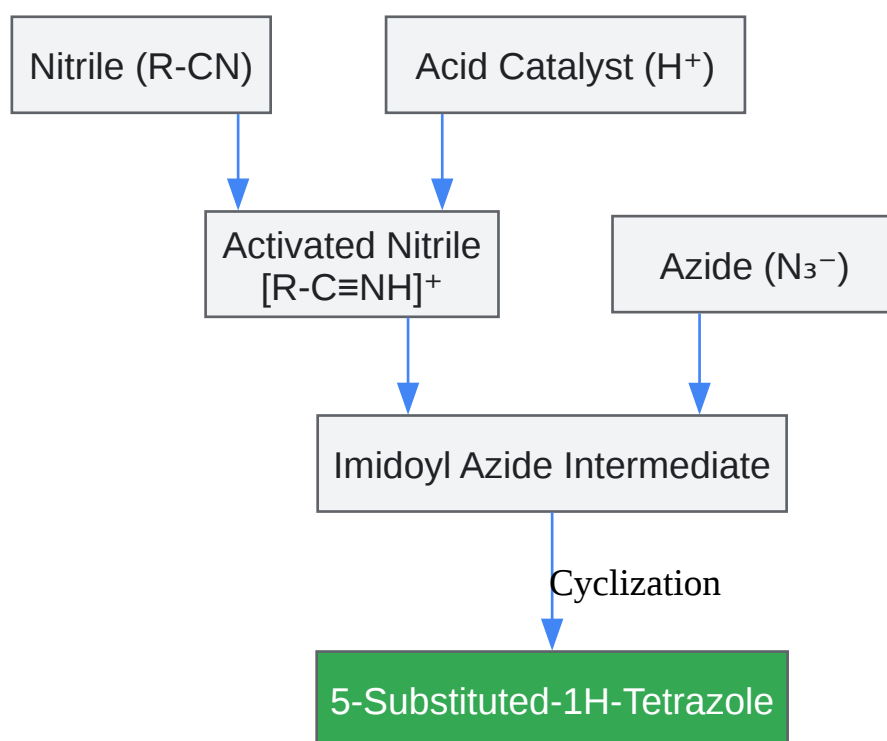 Nitrile (R-CN)
Acid Catalyst (H⁺)
Activated Nitrile
[R-C≡NH]⁺
Azide (N₃⁻)
Imidoyl Azide Intermediate
Cyclization
5-Substituted-1H-Tetrazole